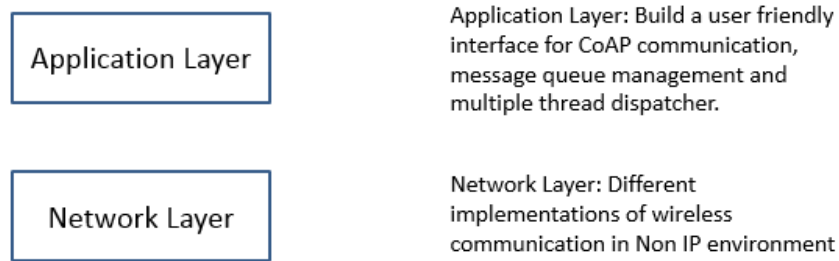 Application Layer
Application Layer: Build a user friendly
interface for CoAP communication,
message queue management and
multiple thread dispatcher.
Network Layer
Network Layer: Different
implementations of wireless
communication in Non IP environment